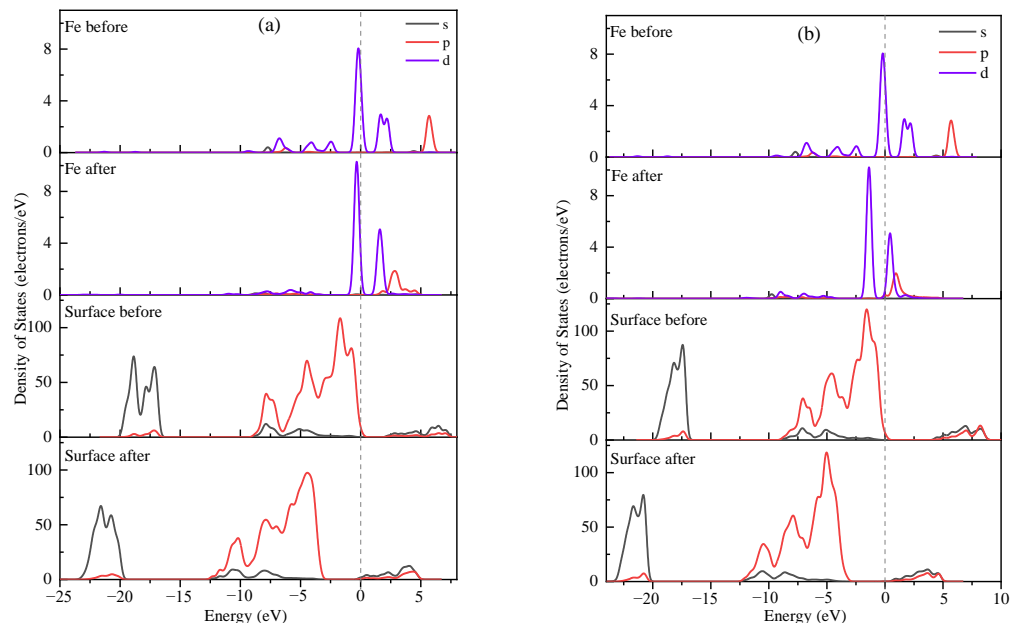 (a)
Fe before
s
p
d
8
4
0
Fe after
8
4
0
Surface before
100
50
0
Surface after
100
50
0
−25 −20 −15 −10 −5 0 5
Energy (eV)
Density of States (electrons/eV)
(b)
Fe before
s
p
d
8
4
0
Fe after
8
4
0
Surface before
100
50
0
Surface after
100
50
0
−20 −15 −10 −5 0 5 10
Energy (eV)
Density of States (electrons/eV)